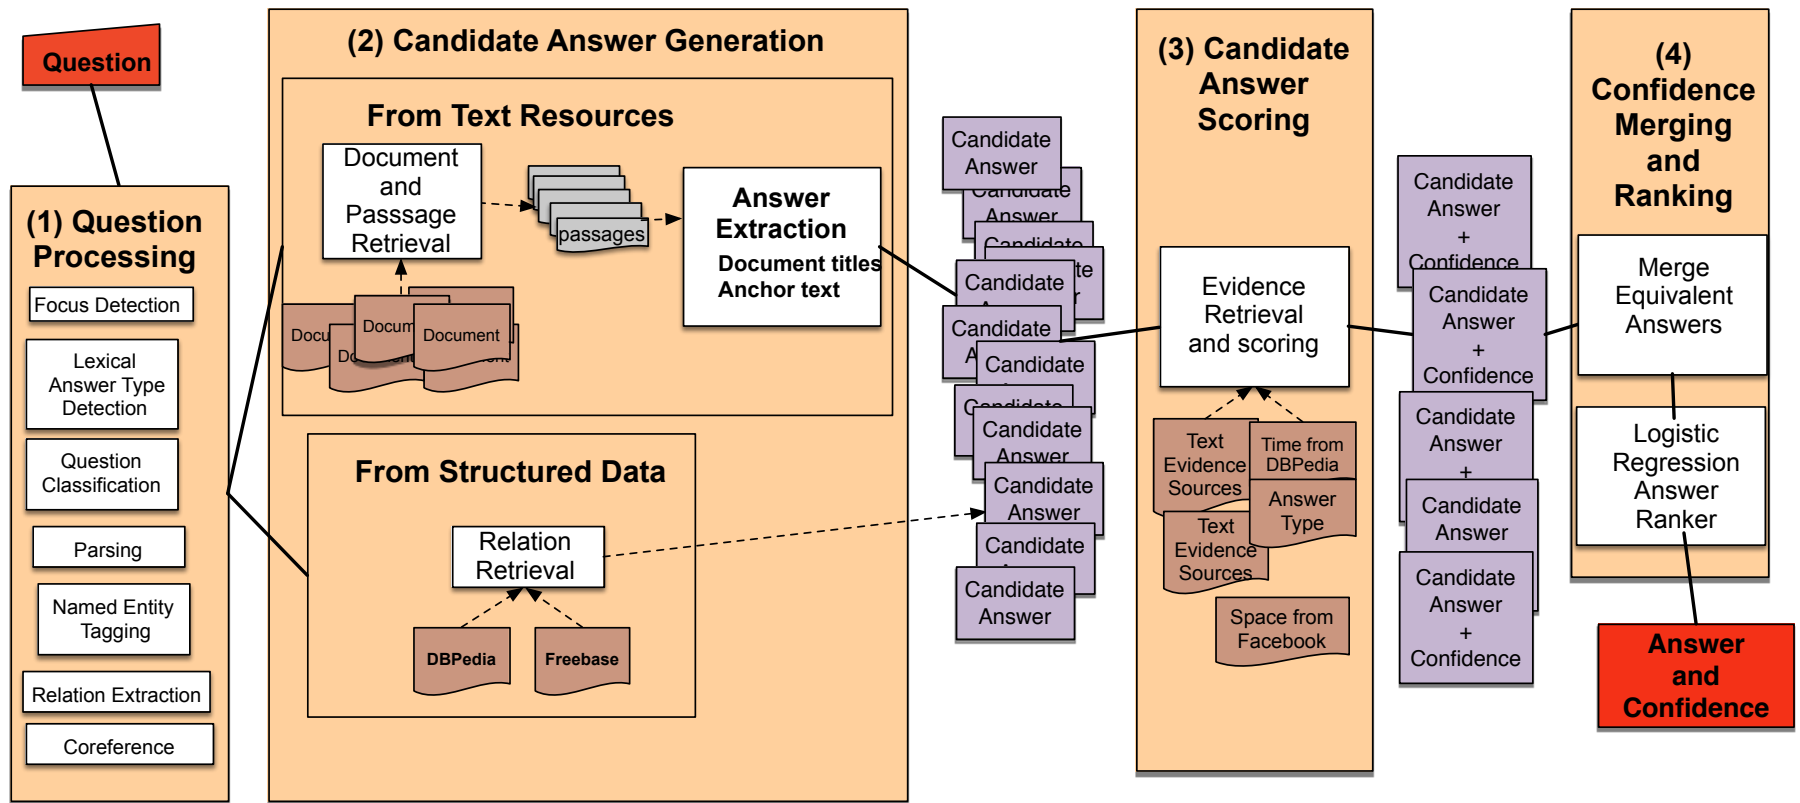 Question
(1) Question
Processing
Focus Detection
Lexical
Answer Type
Detection
Question
Classification
Parsing
Named Entity
Tagging
Relation Extraction
Coreference
(2) Candidate Answer Generation
From Text Resources
Document
and
Passsage
Retrieval
passages
Answer
Extraction
Document titles
Anchor text
Docu
Docum
Document
From Structured Data
Relation
Retrieval
DBPedia
Freebase
Candidate
Answer
Candidate
Answer
Candidate
Candidate
Candidate
Candidate
Candidate
Candidate
Answer
Candidate
Answer
Candidate
Candidate
Answer
(3) Candidate
Answer
Scoring
Evidence
Retrieval
and scoring
Text
Evidence
Sources
Time from
DBPedia
Answer
Type
Text
Evidence
Sources
Space from
Facebook
Candidate
Answer
+
Confidence
Candidate
Answer
+
Confidence
Candidate
Answer
+
Candidate
Answer
Candidate
Answer
+
Confidence
(4)
Confidence
Merging
and
Ranking
Merge
Equivalent
Answers
Logistic
Regression
Answer
Ranker
Answer
and
Confidence